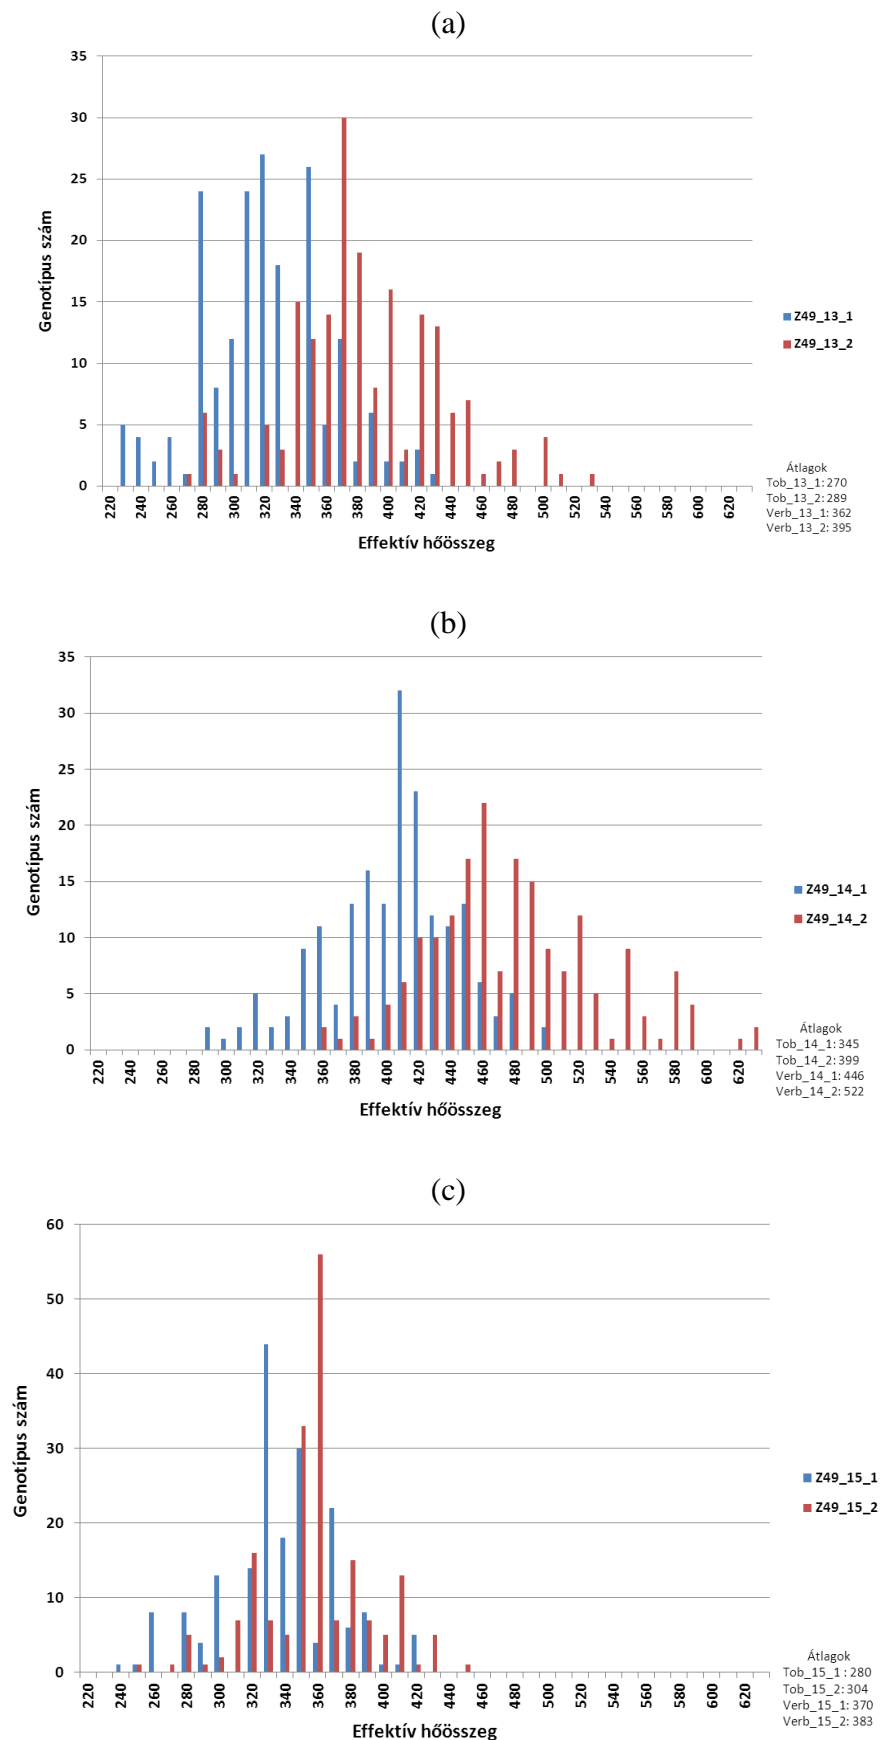 (a)
35
30
25
20
15
10
5
0
Genotípus szám
220 240 260 280 300 320 340 360 380 400 420 440 460 480 500 520 540 560 580 600 620
Effektív hőösszeg
Z49_13_1
Z49_13_2
Átlagok
Tob_13_1: 270
Tob_13_2: 289
Verb_13_1: 362
Verb_13_2: 395
(b)
35
30
25
20
15
10
5
0
Genotípus szám
220 240 260 280 300 320 340 360 380 400 420 440 460 480 500 520 540 560 580 600 620
Effektív hőösszeg
Z49_14_1
Z49_14_2
Átlagok
Tob_14_1: 345
Tob_14_2: 399
Verb_14_1: 446
Verb_14_2: 522
(c)
60
50
40
30
20
10
0
Genotípus szám
220 240 260 280 300 320 340 360 380 400 420 440 460 480 500 520 540 560 580 600 620
Effektív hőösszeg
Z49_15_1
Z49_15_2
Átlagok
Tob_15_1 : 280
Tob_15_2: 304
Verb_15_1: 370
Verb_15_2: 383